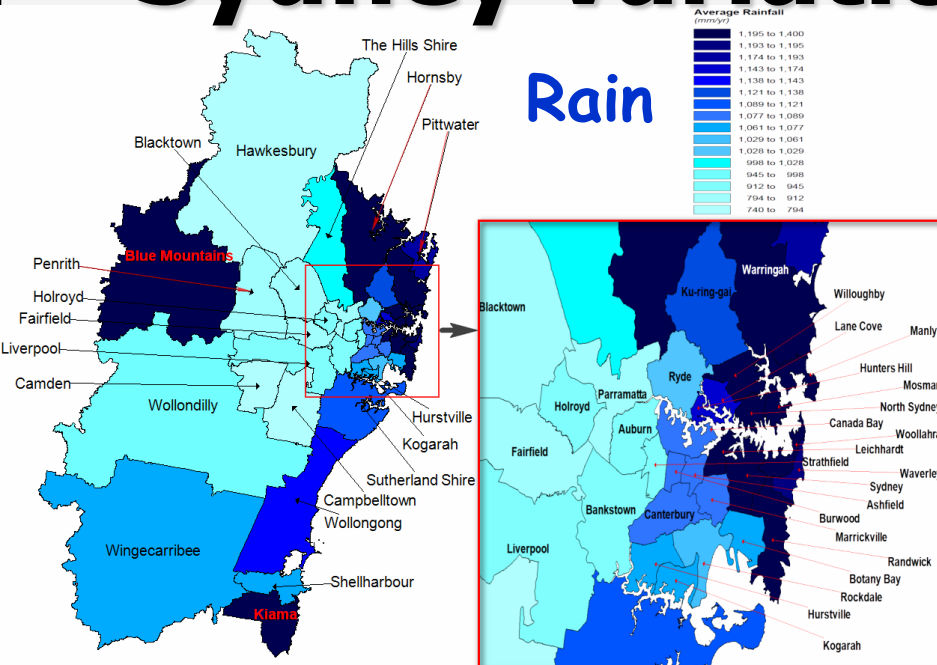 Sydney Variatio
Average Rainfall
(mm/yr)
1,195 to 1,400
1,193 to 1,195
1,174 to 1,193
1,143 to 1,174
1,138 to 1,143
1,121 to 1,138
1,089 to 1,121
1,077 to 1,089
1,061 to 1,077
1,029 to 1,061
1,028 to 1,029
998 to 1,028
945 to 998
912 to 945
794 to 912
740 to 794
Rain
The Hills Shire
Hornsby
Pittwater
Blacktown
Hawkesbury
Blue Mountains
Penrith
Holroyd
Fairfield
Liverpool
Camden
Wollondilly
Hurstville
Kogarah
Sutherland Shire
Campbelltown
Wollongong
Wingecarribee
Shellharbour
Kiama
Warringah
Ku-ring-gai
Willoughby
Blacktown
Lane Cove
Manly
Hunters Hill
Ryde
Mosman
Parramatta
Holroyd
North Sydney
Canada Bay
Auburn
Woollahra
Leichhardt
Fairfield
Strathfield
Waverley
Sydney
Ashfield
Bankstown
Canterbury
Burwood
Marrickville
Liverpool
Randwick
Botany Bay
Rockdale
Hurstville
Kogarah